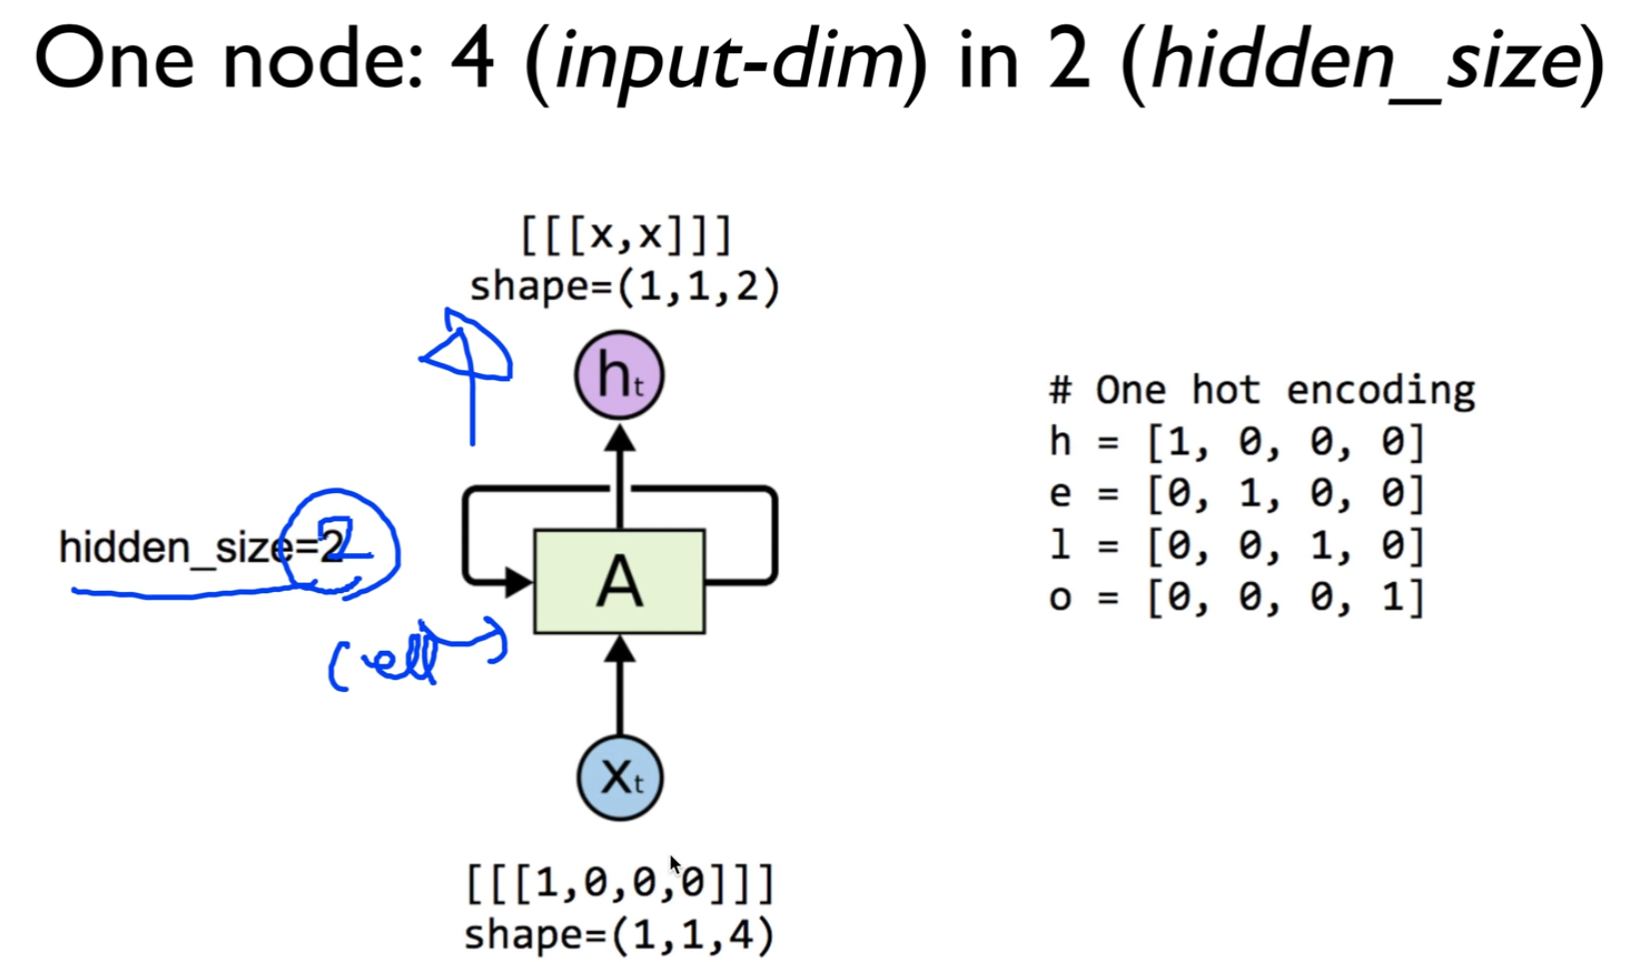 One node: 4 (input-dim) in 2 (hidden_size)
[[[x,x]]]
shape=(1,1,2)
ht
hidden_size=2
A
(cell)
xt
[[[1,0,0,0]]]
shape=(1,1,4)
# One hot encoding
h = [1, 0, 0, 0]
e = [0, 1, 0, 0]
l = [0, 0, 1, 0]
o = [0, 0, 0, 1]